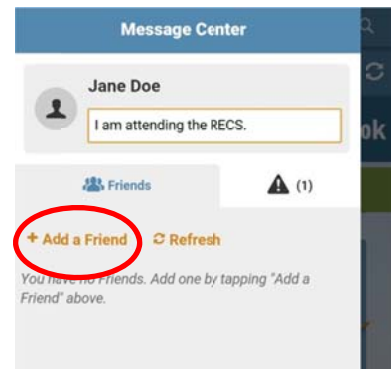 Message Center
Jane Doe
I am attending the RECS.
ok
Friends
(1)
+ Add a Friend
Refresh
You have no Friends. Add one by tapping "Add a
Friend" above.